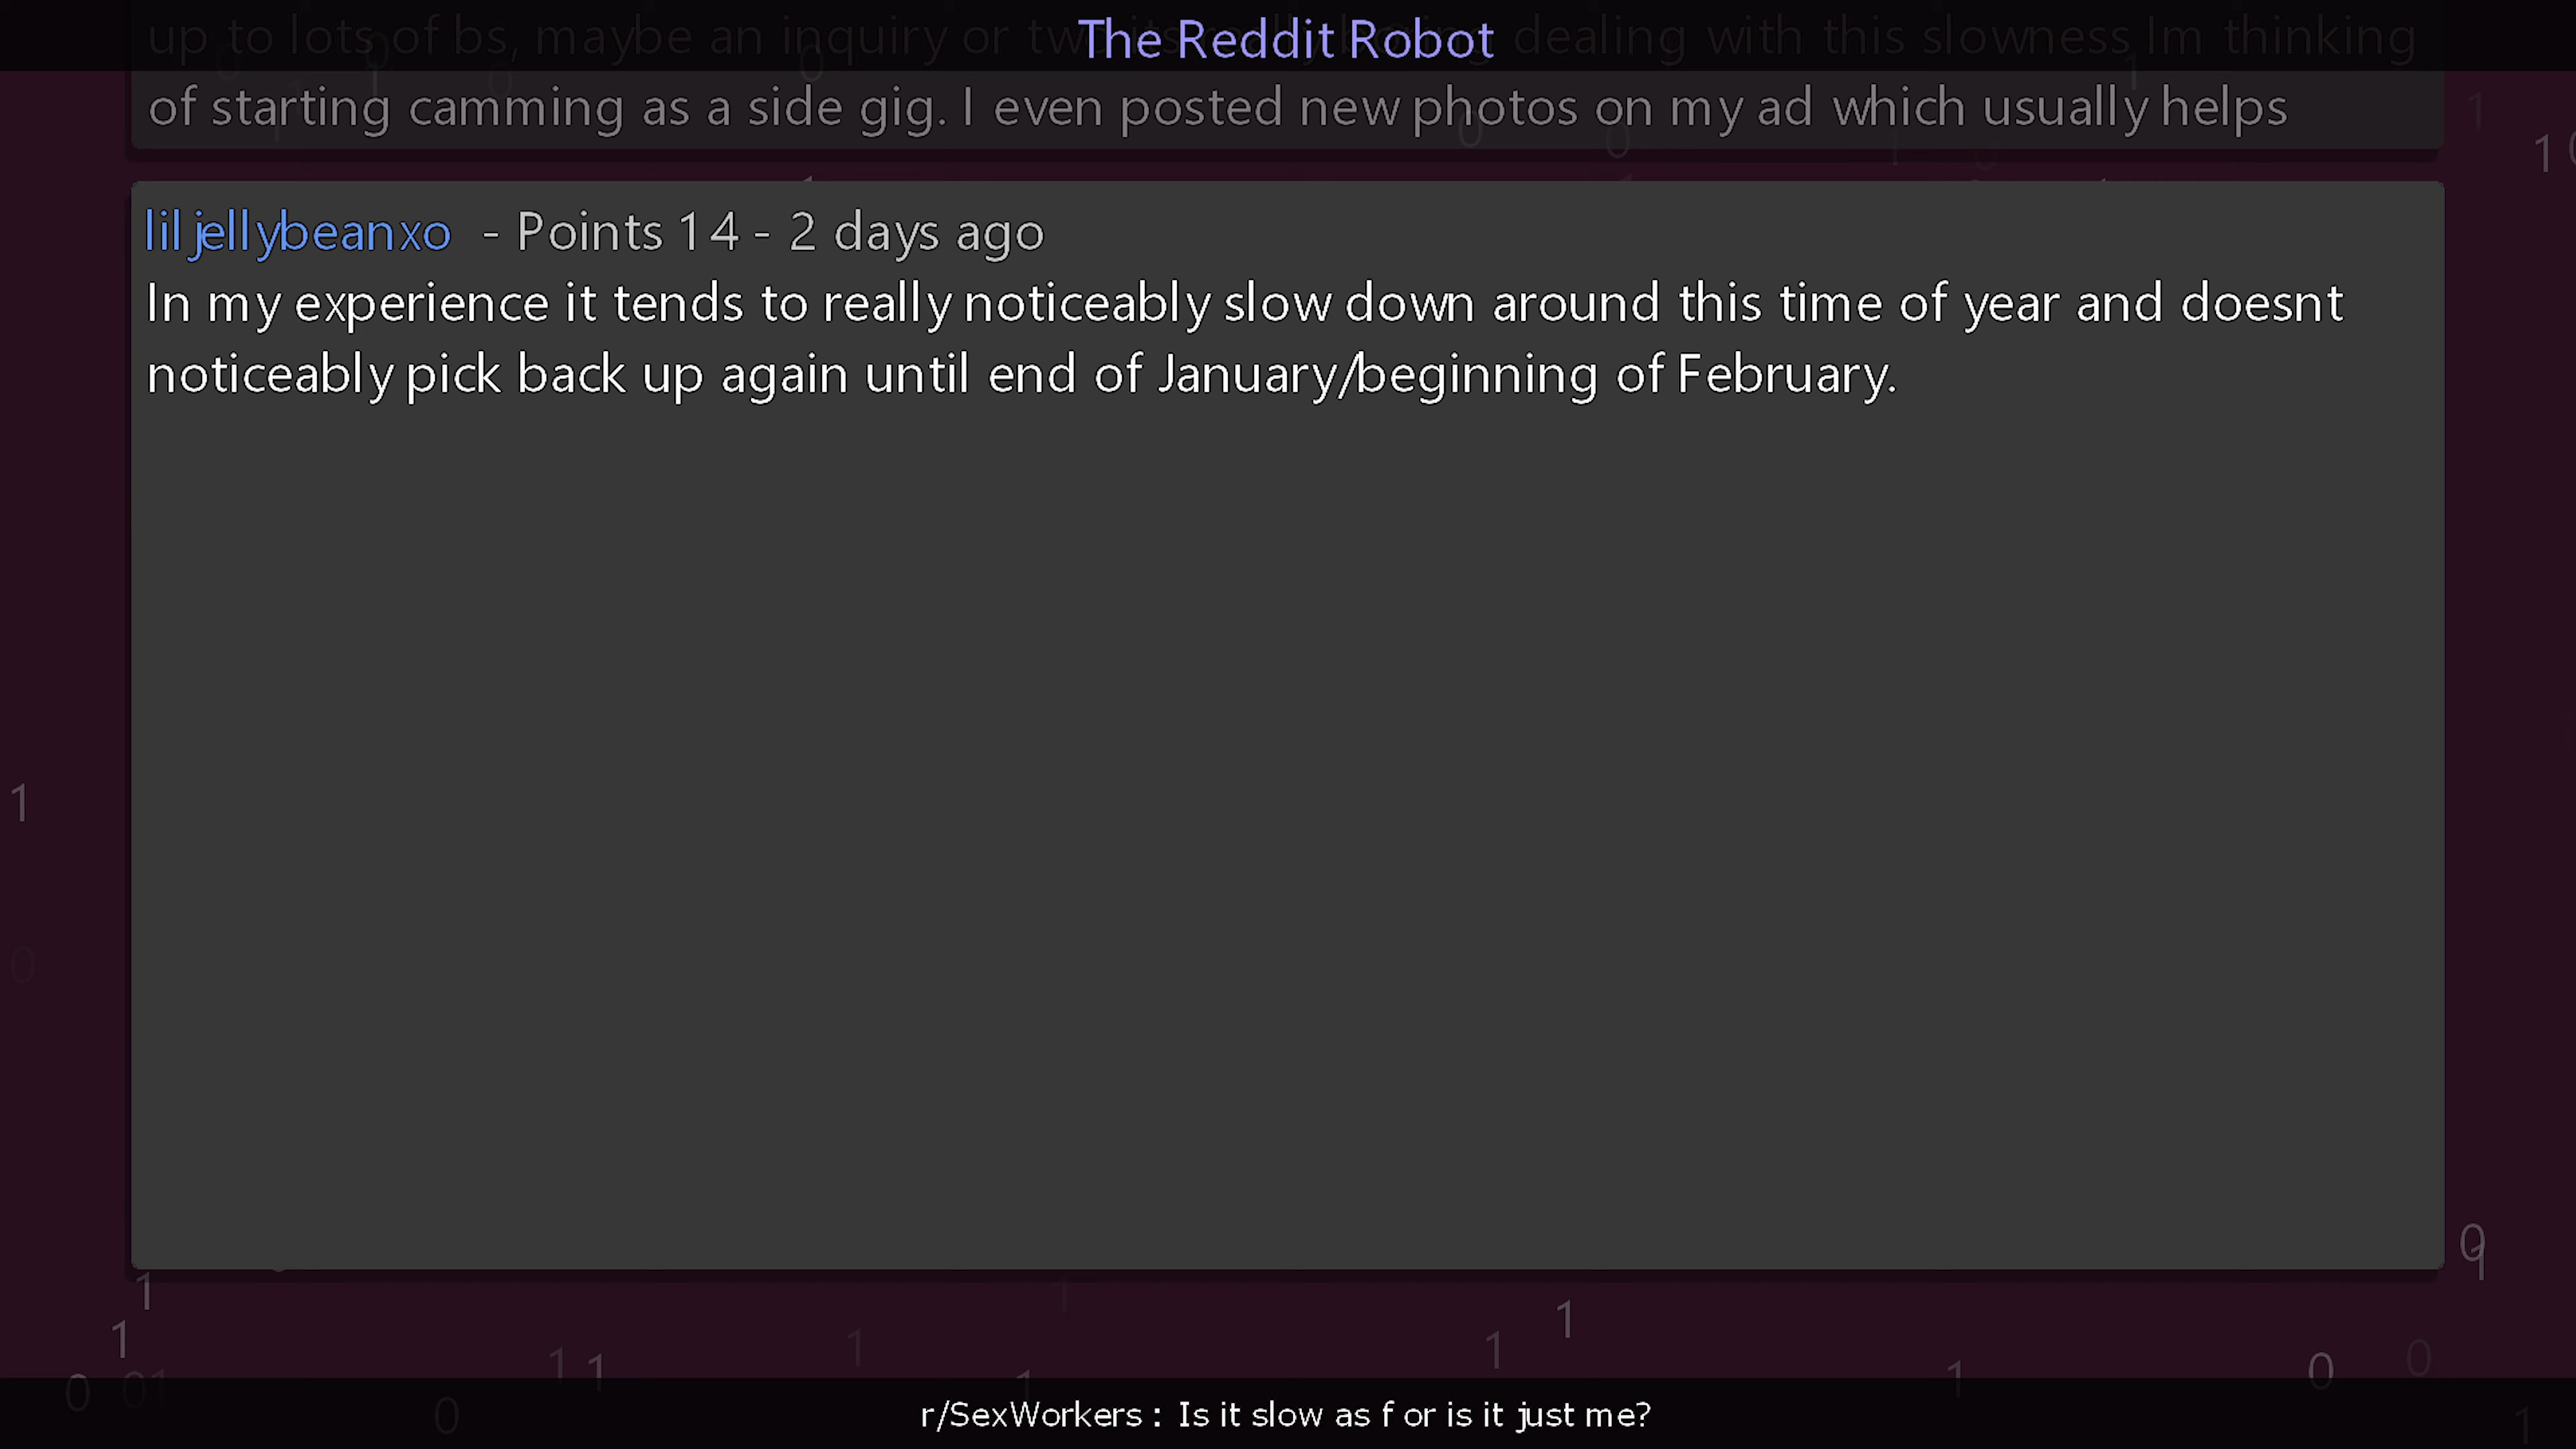 The Reddit Robot
up to lots of bs, maybe an inquiry or dealing with this slowness Im thinking
of starting camming as a side gig. I even posted new photos on my ad which usually helps
liljellybeanxo - Points 14 - 2 days ago
In my experience it tends to really noticeably slow down around this time of year and doesnt
noticeably pick back up again until end of January/beginning of February.
r/SexWorkers : Is it slow as f or is it just me?